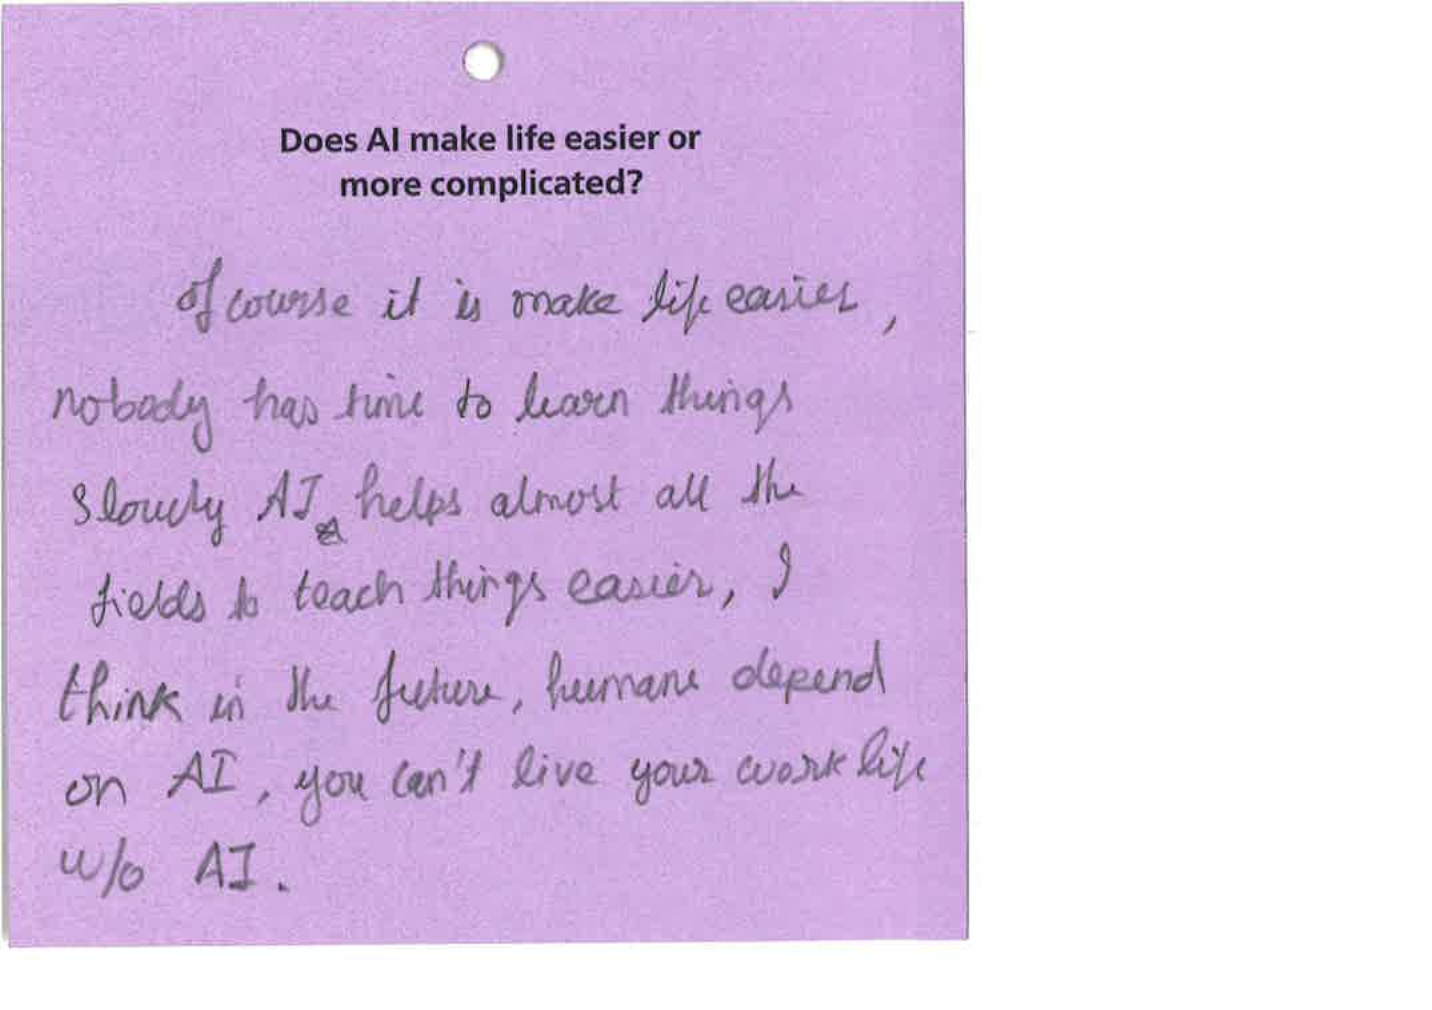 Does AI make life easier or
more complicated?
Of course it is make life easier,
nobody has time to learn things
slowly AI helps almost all the
fields to teach things easier, I
think in the future, humans depend
on AI, you can't live your work life
w/o AI.